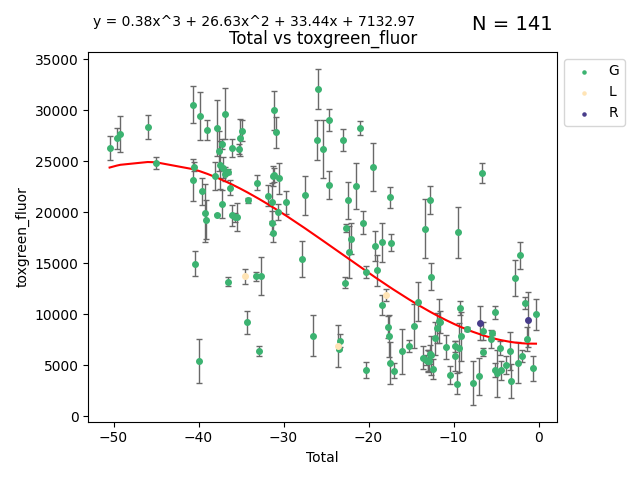 y = 0.38x^3 + 26.63x^2 + 33.44x + 7132.97
N = 141
Total vs toxgreen_fluor
35000
30000
25000
20000
15000
10000
5000
0
toxgreen_fluor
−50
−40
−30
−20
−10
0
Total
G
L
R